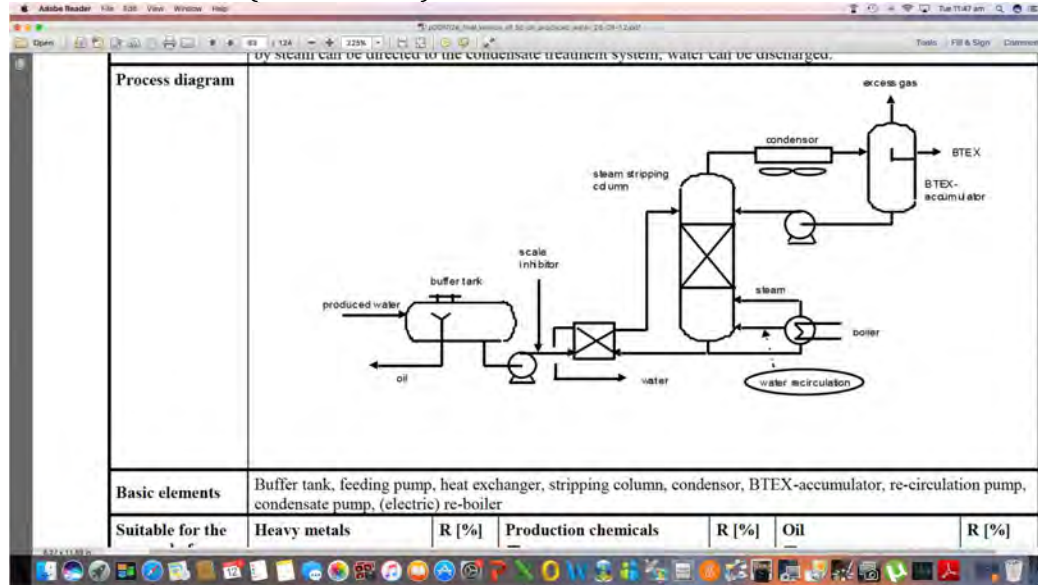 Adobe Reader File Edit View Window Help
Tue 11:47 am
Open
93 / 124
225%
Tools Fill & Sign Comment
by steam can be directed to the condensate treatment system, water can be discharged.
Process diagram
excess gas
condensor
BTEX
steam stripping
column
BTEX-
accumulator
scale
inhibitor
buffer tank
steam
produced water
boiler
oil
water
water recirculation
Basic elements
Buffer tank, feeding pump, heat exchanger, stripping column, condensor, BTEX-accumulator, re-circulation pump,
condensate pump, (electric) re-boiler
Suitable for the
Heavy metals R [%] Production chemicals R [%] Oil R [%]